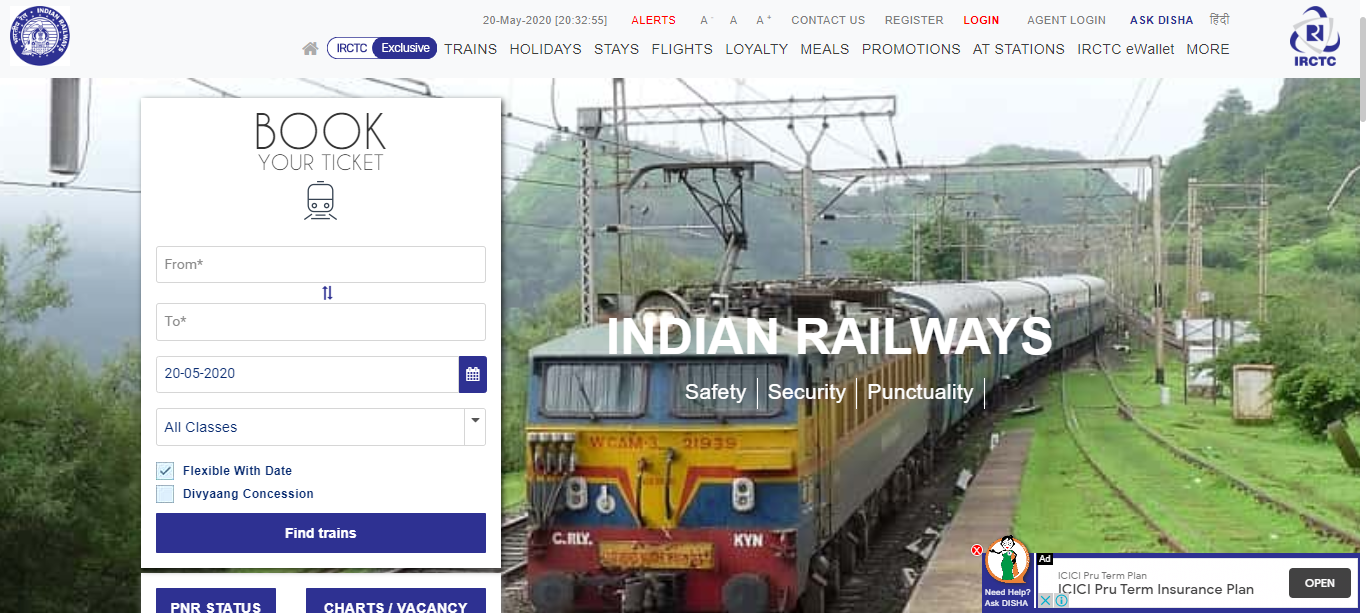 INDIAN RAILWAYS
20-May-2020 [20:32:55] ALERTS A- A A+ CONTACT US REGISTER LOGIN AGENT LOGIN ASK DISHA हिंदी
IRCTC Exclusive TRAINS HOLIDAYS STAYS FLIGHTS LOYALTY MEALS PROMOTIONS AT STATIONS IRCTC eWallet MORE
IRCTC
BOOK
YOUR TICKET
From*
To*
20-05-2020
All Classes
Flexible With Date
Divyaang Concession
Find trains
PNR STATUS
CHARTS / VACANCY
INDIAN RAILWAYS
Safety Security Punctuality
WCAM-3 21939
C.RLY. KYN
Need Help?
Ask DISHA
Ad
ICICI Pru Term Plan
ICICI Pru Term Insurance Plan
OPEN